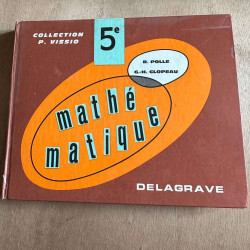 COLLECTION
P. VISSIO
5e
R. POLLE
G.-H. CLOPEAU
mathé
matique
DELAGRAVE